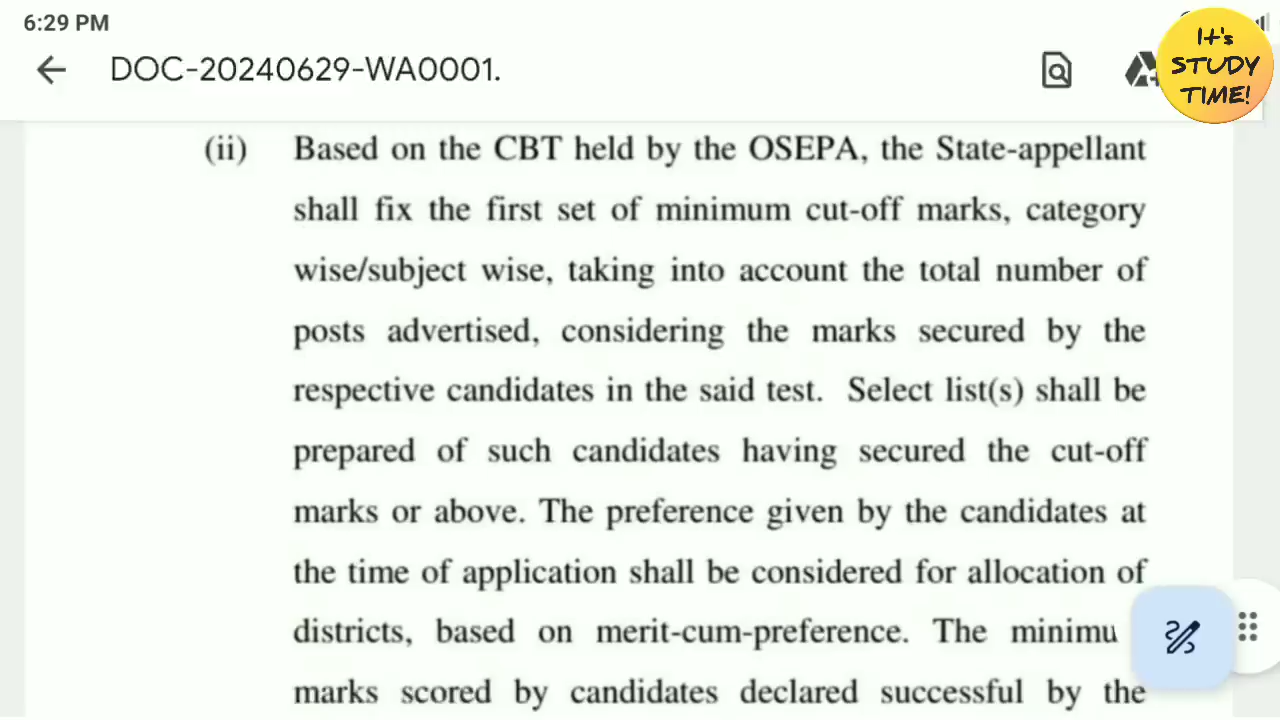 6:29 PM
DOC-20240629-WA0001.
It's
STUDY
TIME!
(ii) Based on the CBT held by the OSEPA, the State-appellant
shall fix the first set of minimum cut-off marks, category
wise/subject wise, taking into account the total number of
posts advertised, considering the marks secured by the
respective candidates in the said test. Select list(s) shall be
prepared of such candidates having secured the cut-off
marks or above. The preference given by the candidates at
the time of application shall be considered for allocation of
districts, based on merit-cum-preference. The minimu
marks scored by candidates declared successful by the